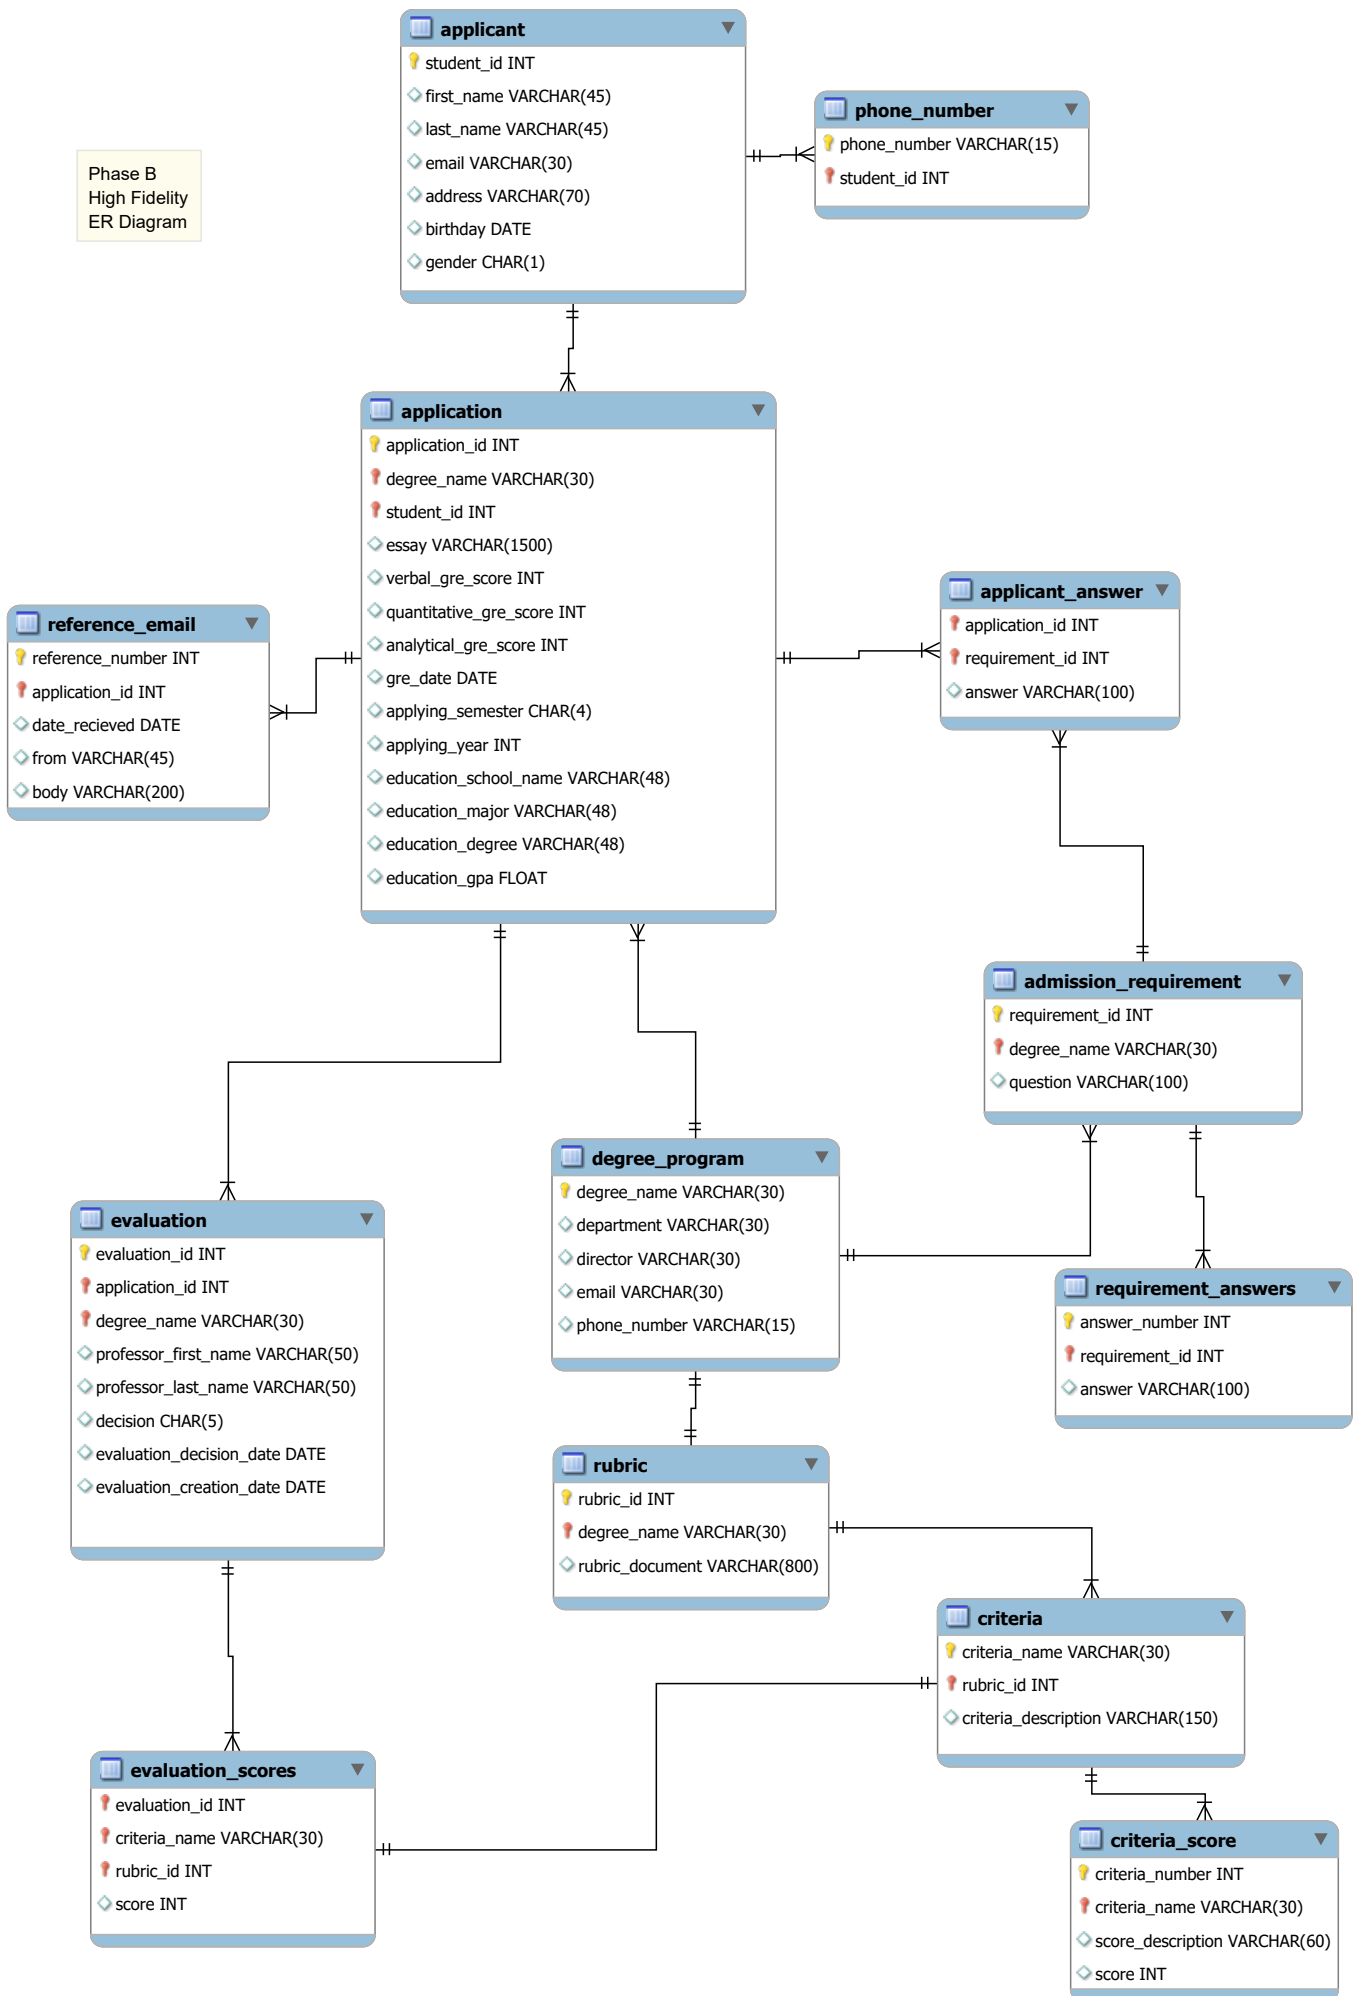 applicant
student_id INT
first_name VARCHAR(45)
last_name VARCHAR(45)
email VARCHAR(30)
address VARCHAR(70)
birthday DATE
gender CHAR(1)
phone_number
phone_number VARCHAR(15)
student_id INT
Phase B
High Fidelity
ER Diagram
application
application_id INT
degree_name VARCHAR(30)
student_id INT
essay VARCHAR(1500)
verbal_gre_score INT
quantitative_gre_score INT
analytical_gre_score INT
gre_date DATE
applying_semester CHAR(4)
applying_year INT
education_school_name VARCHAR(48)
education_major VARCHAR(48)
education_degree VARCHAR(48)
education_gpa FLOAT
reference_email
reference_number INT
application_id INT
date_recieved DATE
from VARCHAR(45)
body VARCHAR(200)
applicant_answer
application_id INT
requirement_id INT
answer VARCHAR(100)
admission_requirement
requirement_id INT
degree_name VARCHAR(30)
question VARCHAR(100)
degree_program
degree_name VARCHAR(30)
department VARCHAR(30)
director VARCHAR(30)
email VARCHAR(30)
phone_number VARCHAR(15)
evaluation
evaluation_id INT
application_id INT
degree_name VARCHAR(30)
professor_first_name VARCHAR(50)
professor_last_name VARCHAR(50)
decision CHAR(5)
evaluation_decision_date DATE
evaluation_creation_date DATE
requirement_answers
answer_number INT
requirement_id INT
answer VARCHAR(100)
rubric
rubric_id INT
degree_name VARCHAR(30)
rubric_document VARCHAR(800)
criteria
criteria_name VARCHAR(30)
rubric_id INT
criteria_description VARCHAR(150)
evaluation_scores
evaluation_id INT
criteria_name VARCHAR(30)
rubric_id INT
score INT
criteria_score
criteria_number INT
criteria_name VARCHAR(30)
score_description VARCHAR(60)
score INT